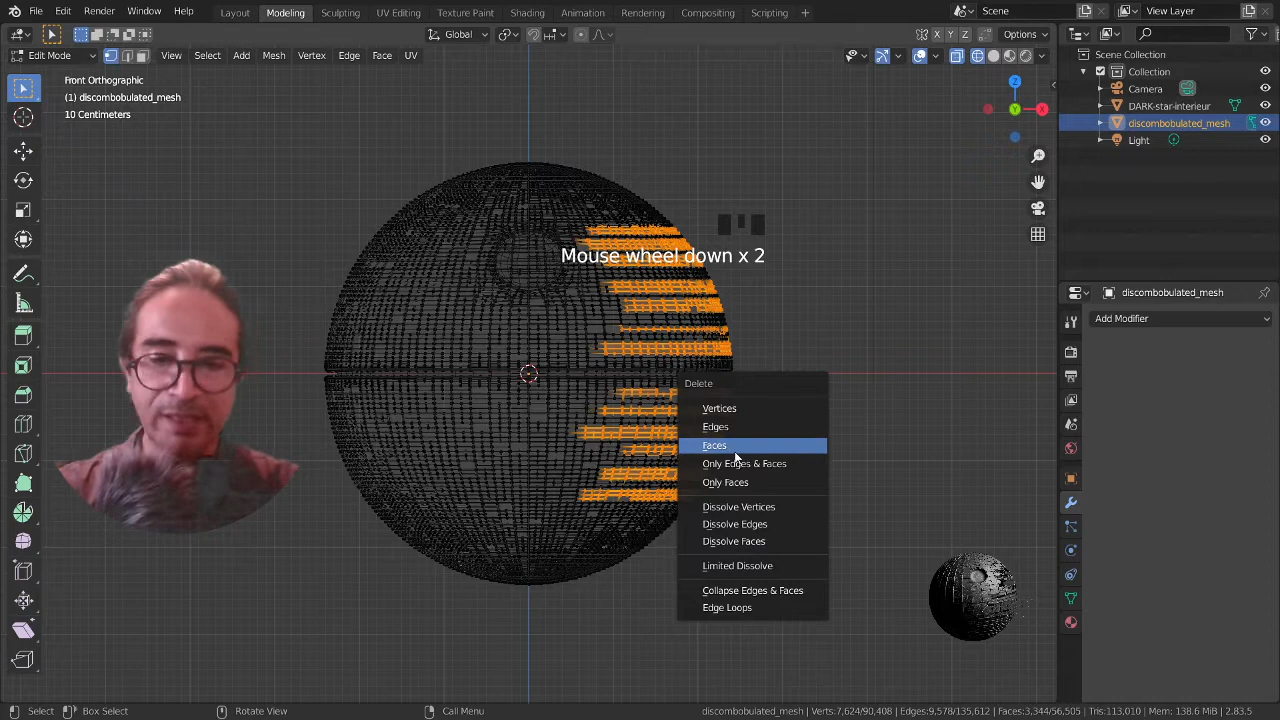 File Edit Render Window Help Layout Modeling Sculpting UV Editing Texture Paint Shading Animation Rendering Compositing Scripting + Scene View Layer
Global X Y Z Options
Edit Mode View Select Add Mesh Vertex Edge Face UV
Scene Collection
Collection
Camera
DARK-star-interieur
discombobulated_mesh
Light
Front Orthographic
(1) discombobulated_mesh
10 Centimeters
Z
Y
X
Mouse wheel down x 2
discombobulated_mesh
Add Modifier
Delete
Vertices
Edges
Faces
Only Edges & Faces
Only Faces
Dissolve Vertices
Dissolve Edges
Dissolve Faces
Limited Dissolve
Collapse Edges & Faces
Edge Loops
Select Box Select Rotate View Call Menu discombobulated_mesh | Verts:7,624/90,408 | Edges:9,578/135,612 | Faces:3,344/56,505 | Tris:113,010 | Mem: 138.6 MiB | 2.83.5